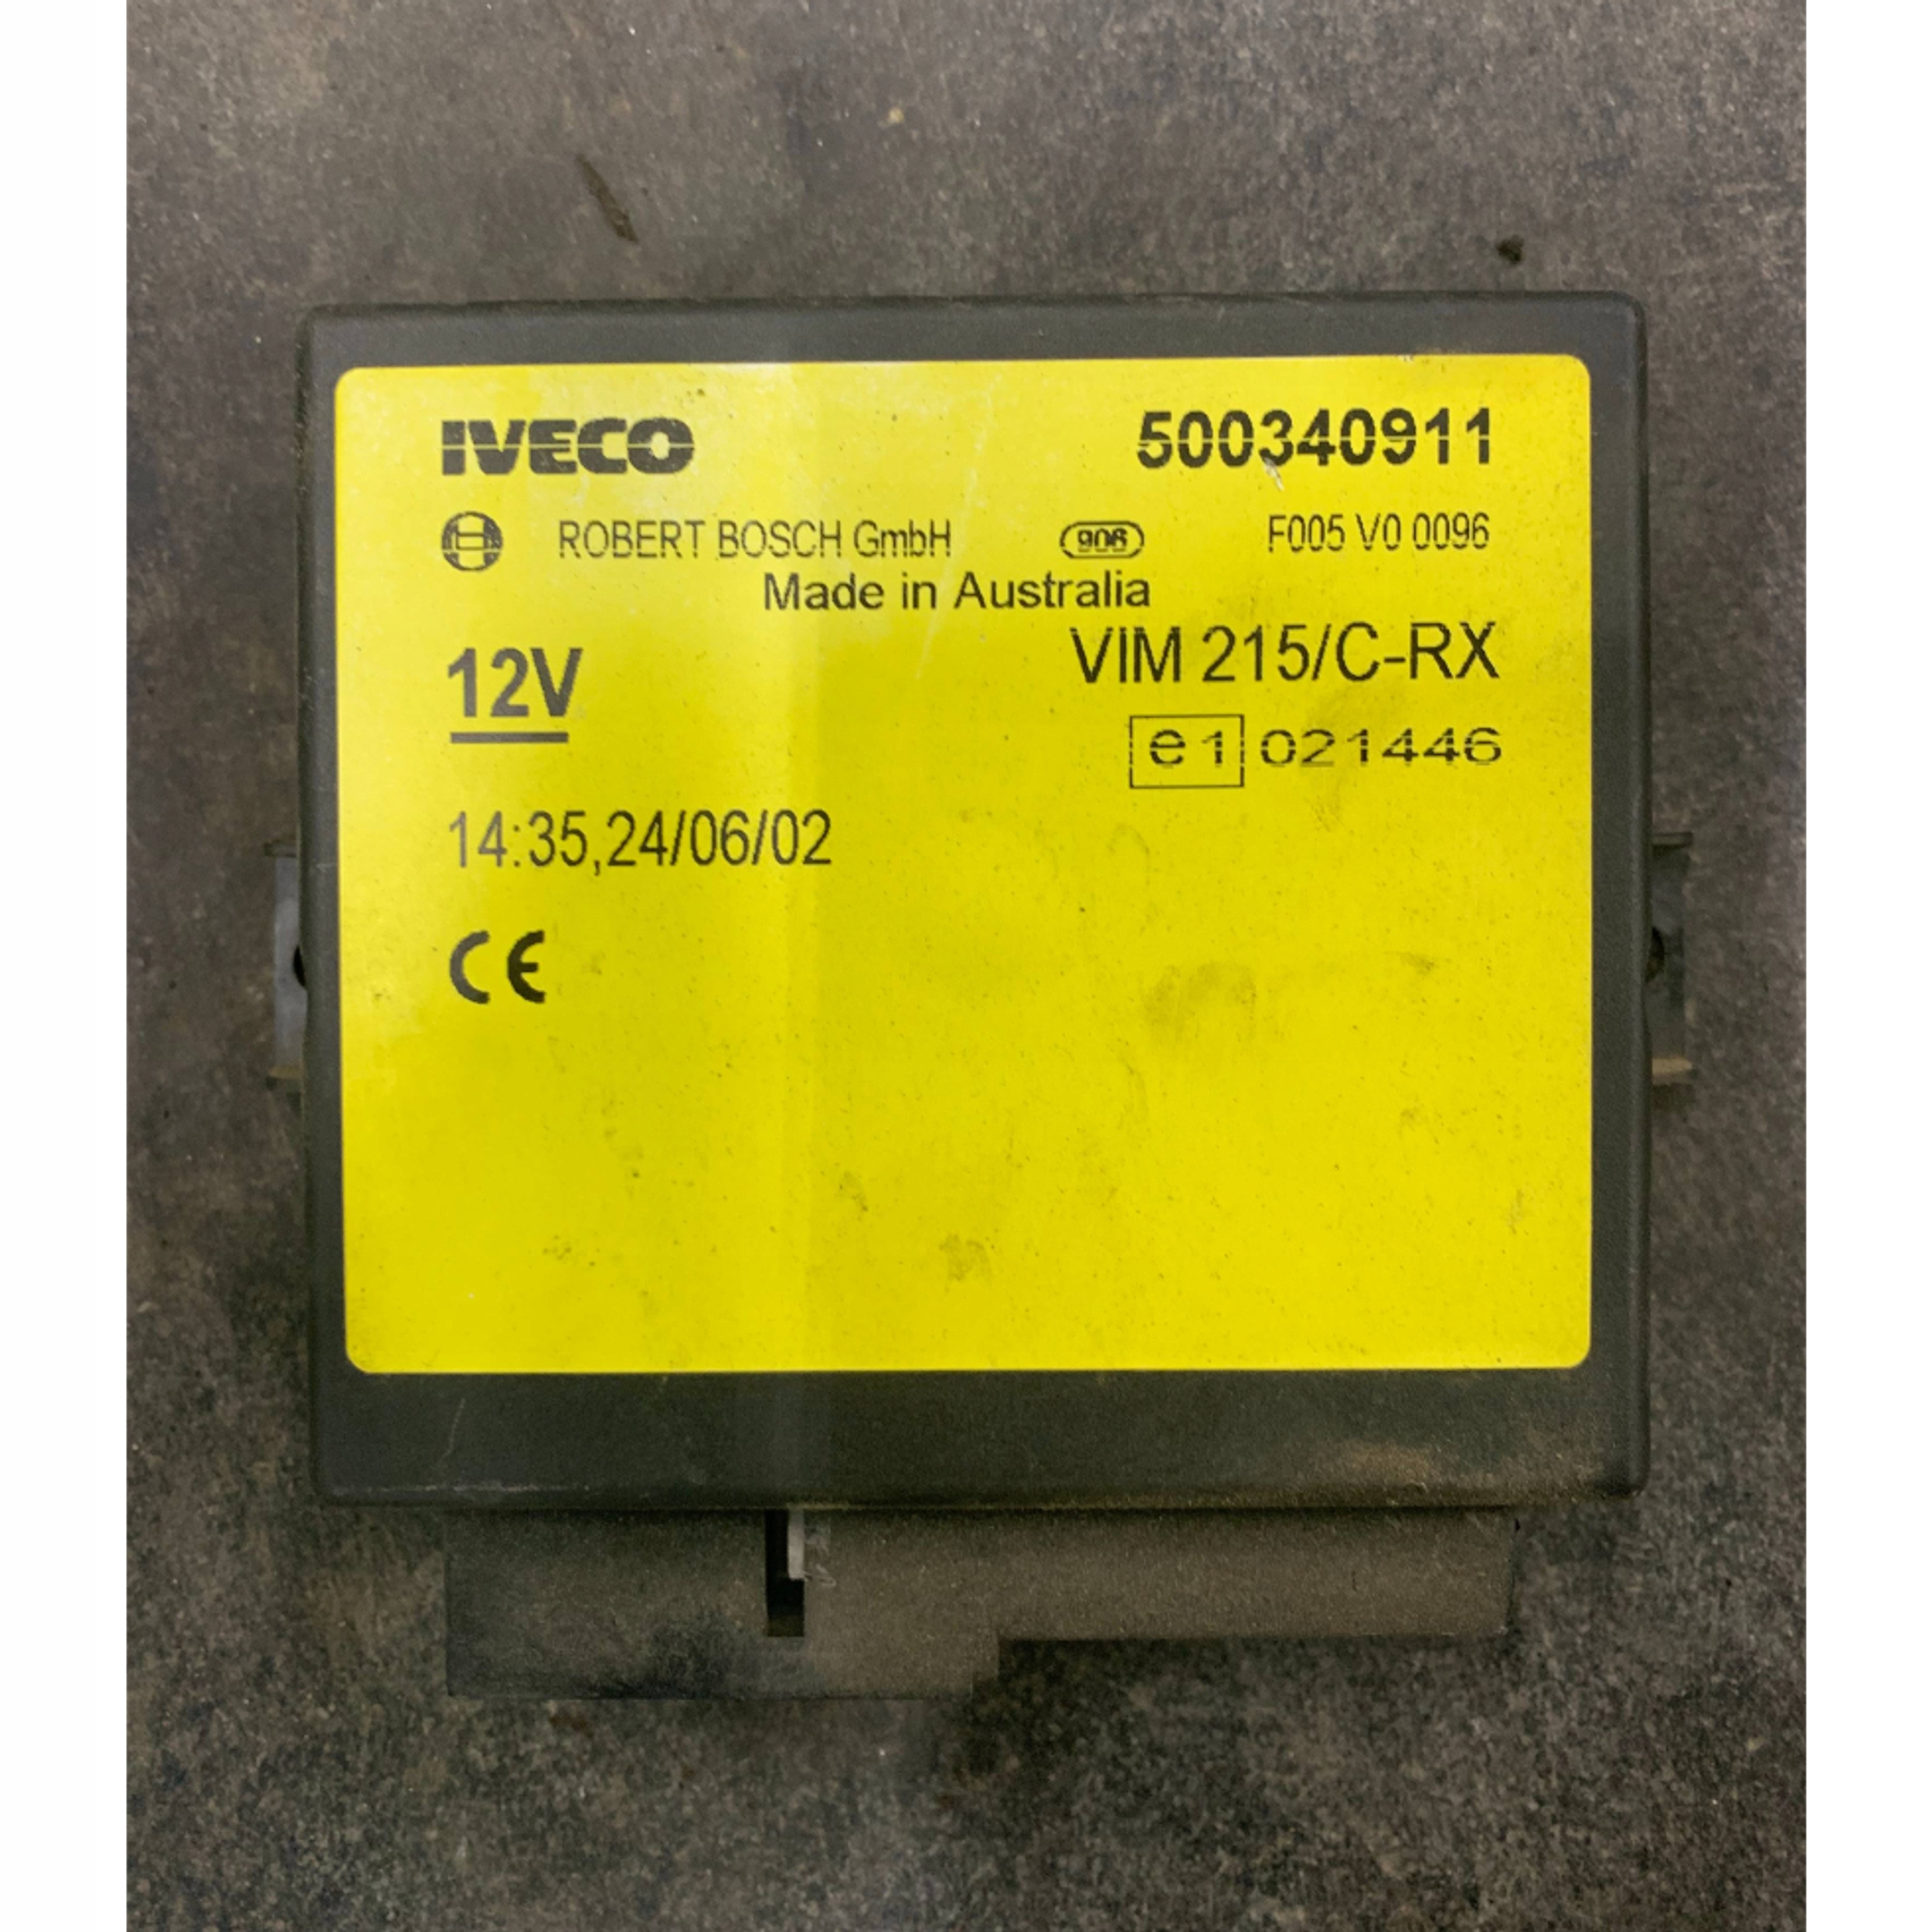 IVECO 500340911
ROBERT BOSCH GmbH 906 F005 V0 0096
Made in Australia
12V VIM 215/C-RX
e1 021446
14:35,24/06/02
CE